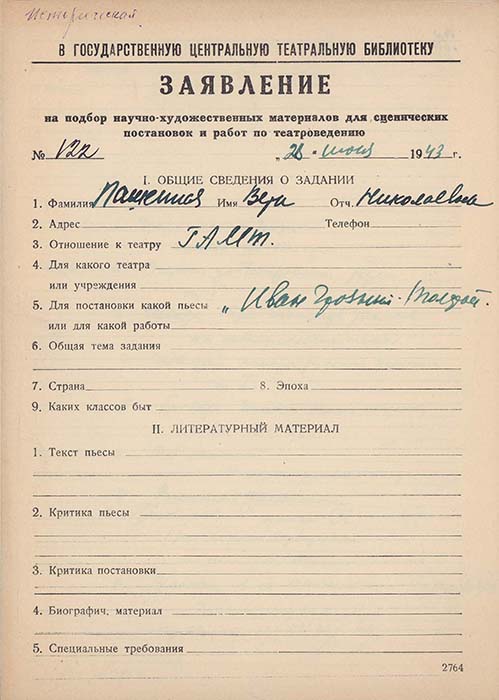 исторической
В ГОСУДАРСТВЕННУЮ ЦЕНТРАЛЬНУЮ ТЕАТРАЛЬНУЮ БИБЛИОТЕКУ
ЗАЯВЛЕНИЕ
на подбор научно-художественных материалов для сценических
постановок и работ по театроведению
№ 122 „28 " июня 1943 г.
I. ОБЩИЕ СВЕДЕНИЯ О ЗАДАНИИ
1. Фамилия Пашенная Имя Вера Отч. Николаевна
2. Адрес Телефон
3. Отношение к театру ГАМТ.
4. Для какого театра
или учреждения
5. Для постановки какой пьесы „Иван Грозный - Толстой.
или для какой работы
6. Общая тема задания
7. Страна 8. Эпоха
9. Каких классов быт
II. ЛИТЕРАТУРНЫЙ МАТЕРИАЛ
1. Текст пьесы
2. Критика пьесы
3. Критика постановки
4. Биографич. материал
5. Специальные требования
2764